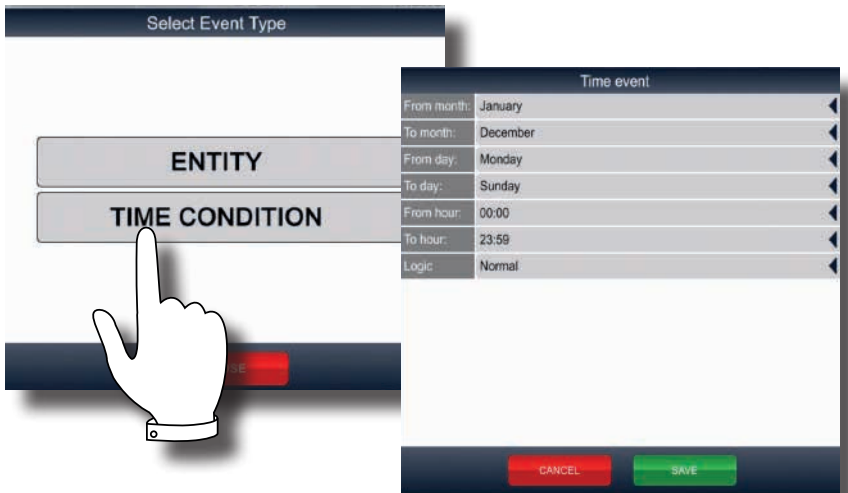 Select Event Type
ENTITY
TIME CONDITION
Time event
From month: January
To month: December
From day: Monday
To day: Sunday
From hour: 00:00
To hour: 23:59
Logic: Normal
CANCEL SAVE